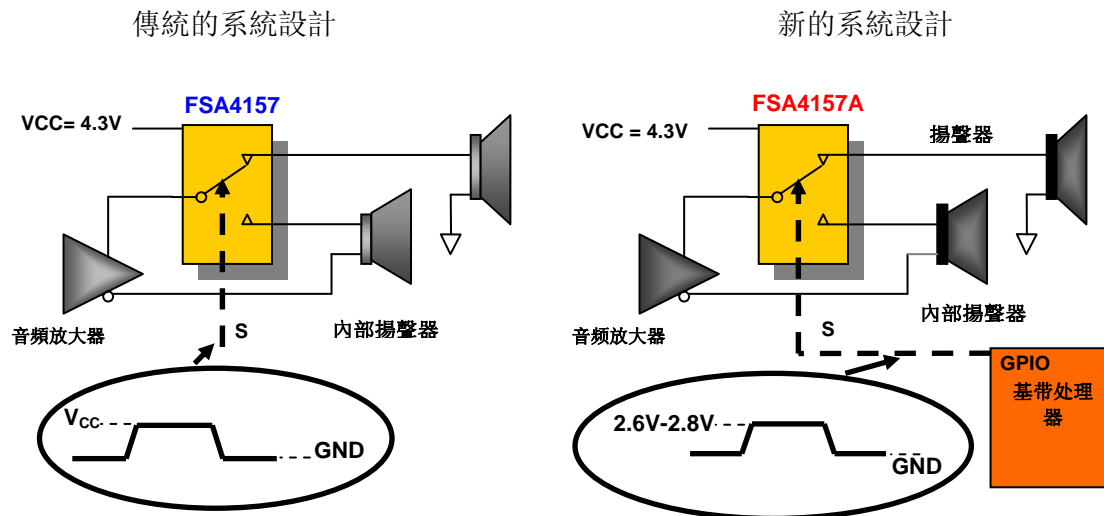 傳統的系統設計
FSA4157
VCC= 4.3V
音頻放大器
S
內部揚聲器
VCC
GND
新的系統設計
FSA4157A
VCC = 4.3V
揚聲器
音频放大器
S
內部揚聲器
GPIO
基带处理
器
2.6V-2.8V
GND